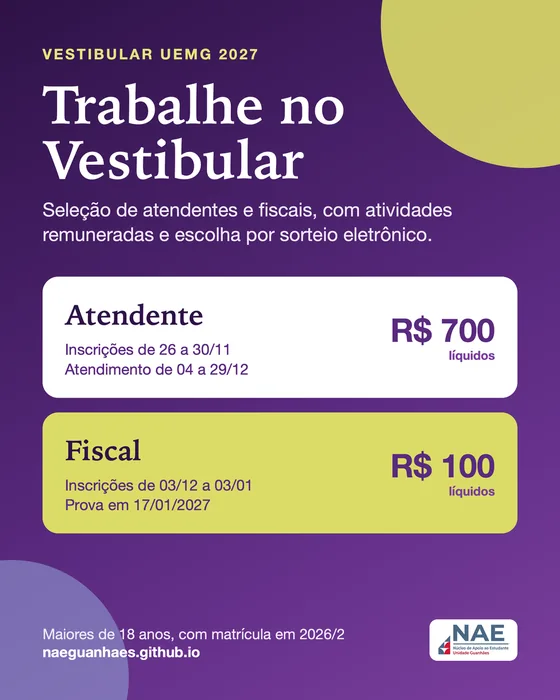 VESTIBULAR UEMG 2027
Trabalhe no
Vestibular
Seleção de atendentes e fiscais, com atividades
remuneradas e escolha por sorteio eletrônico.
Atendente
Inscrições de 26 a 30/11
Atendimento de 04 a 29/12
R$ 700
líquidos
Fiscal
Inscrições de 03/12 a 03/01
Prova em 17/01/2027
R$ 100
líquidos
Maiores de 18 anos, com matrícula em 2026/2
naeguanhaes.github.io
NAE
Núcleo de Apoio ao Estudante
Unidade Guanhães